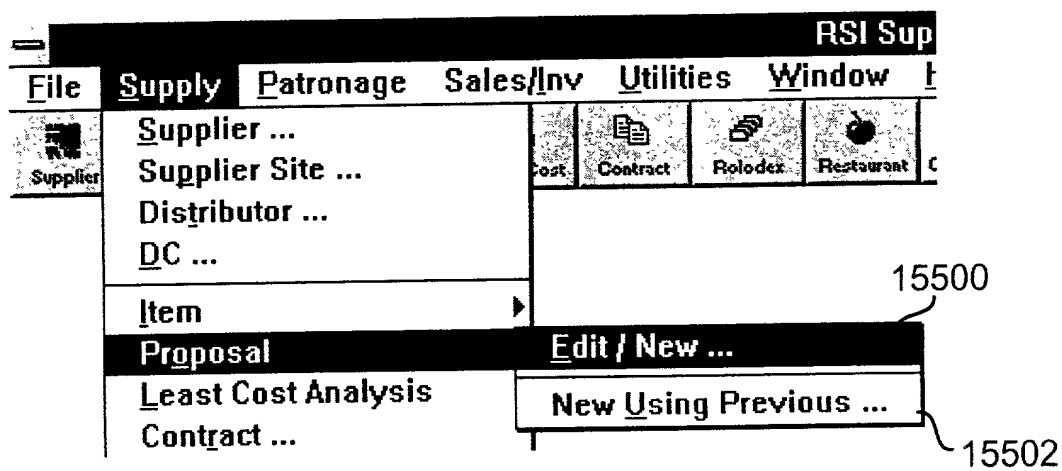 RSI Sup
File Supply Patronage Sales/Inv Utilities Window H
Supplier Cost Contract Rolodex Restaurant
Supplier ...
Supplier Site ...
Distributor ...
DC ...
15500
Item
Proposal Edit / New ...
Least Cost Analysis New Using Previous ...
Contract ...
15502